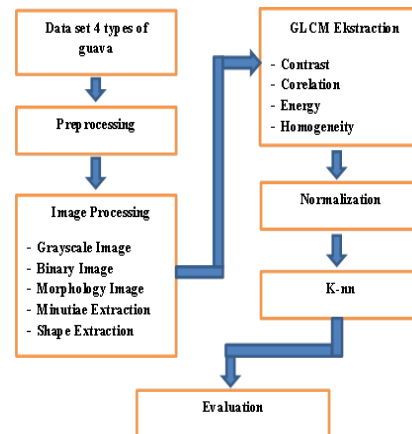 Data set 4 types of
guava
Preprocessing
Image Processing
- Grayscale Image
- Binary Image
- Morphology Image
- Minutiae Extraction
- Shape Extraction
GLCM Ekstraction
- Contrast
- Corelation
- Energy
- Homogeneity
Normalization
K-nn
Evaluation